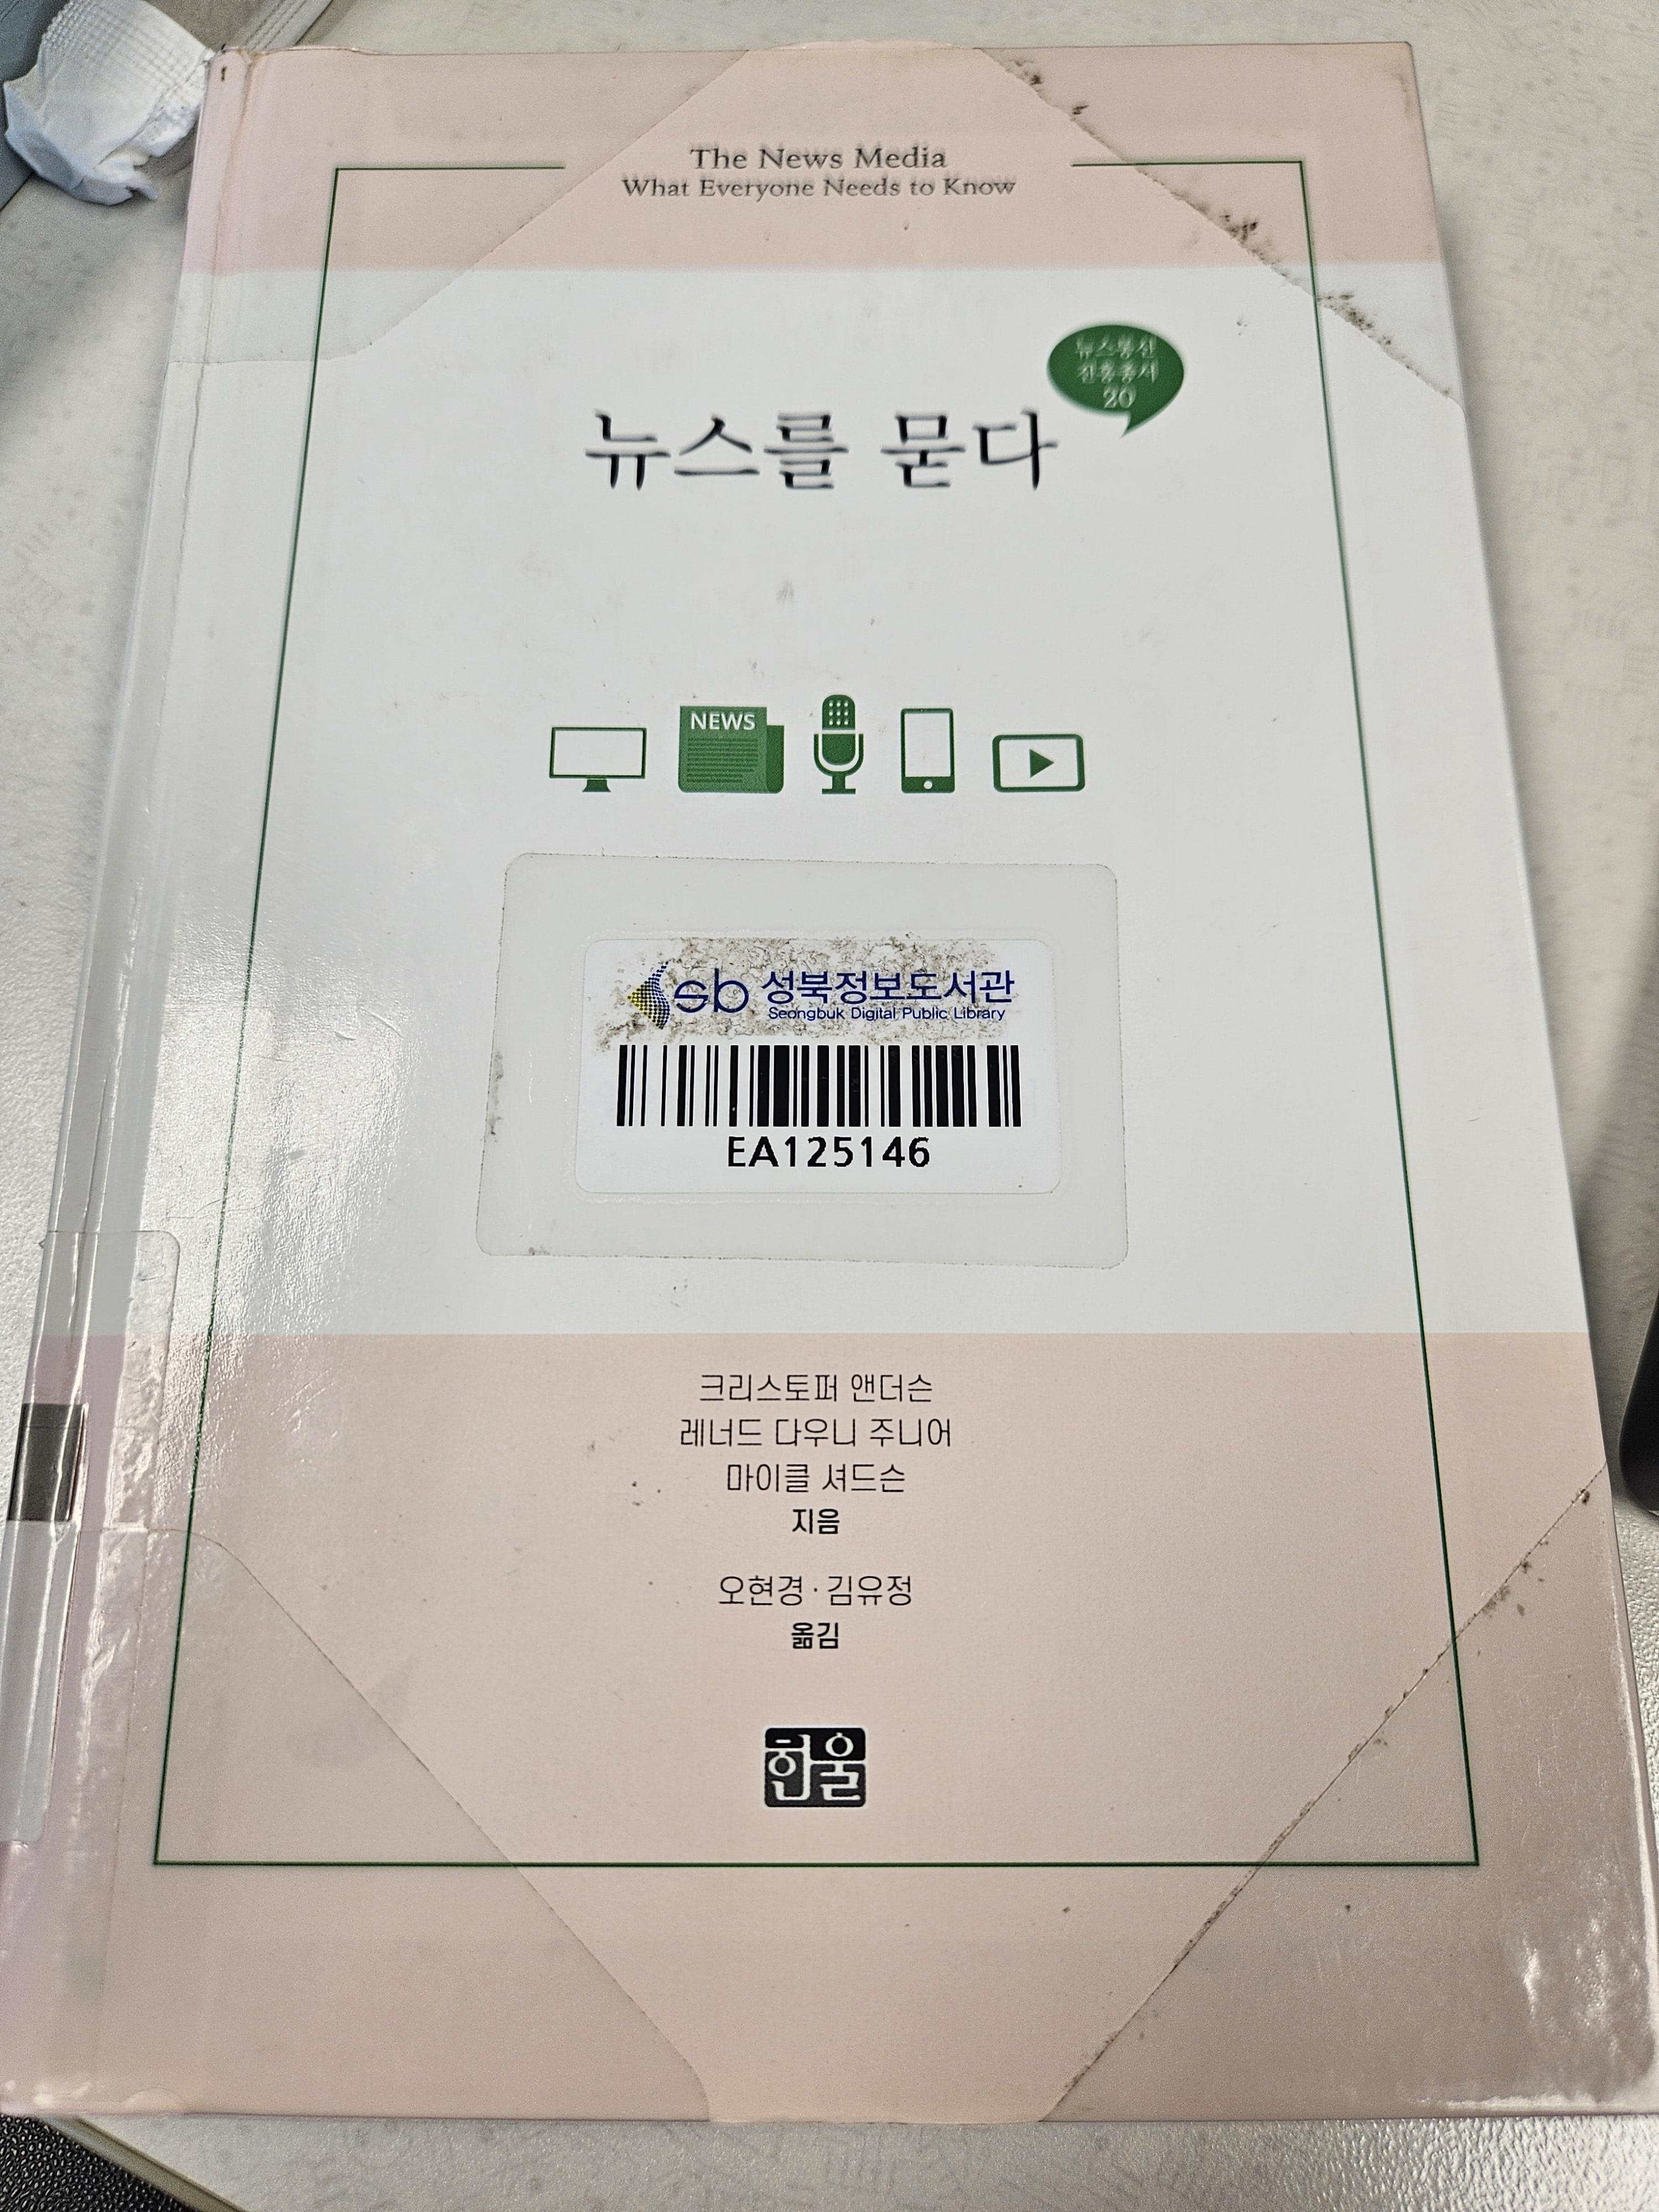 The News Media
What Everyone Needs to Know
뉴스통신
진흥총서
20
뉴스를 묻다
NEWS
sb 성북정보도서관
Seongbuk Digital Public Library
EA125146
크리스토퍼 앤더슨
레너드 다우니 주니어
마이클 셔드슨
지음
오현경·김유정
옮김
한울